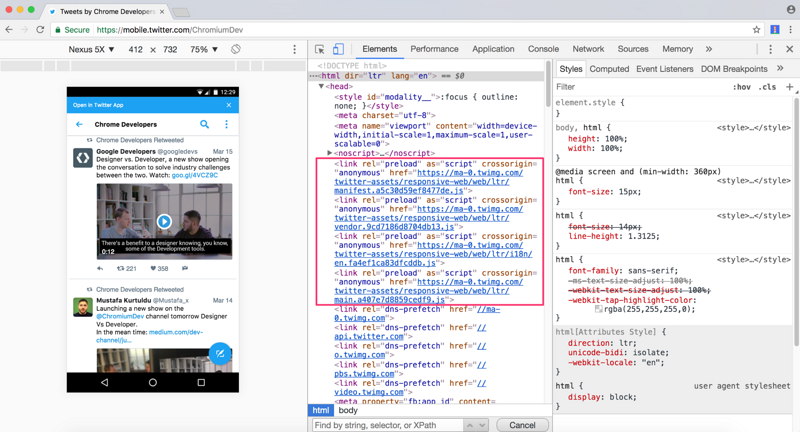 Tweets by Chrome Developers
Secure
https://mobile.twitter.com/ChromiumDev
Nexus 5X ▼ 412 × 732 75% ▼
12:29
Open in Twitter App ×
Chrome Developers
Chrome Developers Retweeted
Google Developers @googledevs Mar 15
Designer vs. Developer, a new show opening
the conversation to solve industry challenges
between the two. Watch: goo.gl/4VCZ9C
There's a benefit to a designer knowing, you know,
some of the Development tools.
0:12
221 358
Chrome Developers Retweeted
Mustafa Kurtuldu @Mustafa_x Mar 14
Launching a new show on the
@ChromiumDev channel tomorrow Designer
Vs Developer.
In the mean time: medium.com/dev-
channel/ju…
Elements Performance Application Console Network Sources Memory »
<!DOCTYPE html>
<html dir="ltr" lang="en"> == $0
▼<head>
<style id="modality__">:focus { outline:
none; }</style>
<meta charset="utf-8">
<meta name="viewport" content="width=device-
width,initial-scale=1,maximum-scale=1,user-
scalable=0">
▶<noscript>…</noscript>
<link rel="preload" as="script" crossorigin=
"anonymous" href="https://ma-0.twimg.com/
twitter-assets/responsive-web/web/ltr/
manifest.a5c30d59ef8477de.js">
<link rel="preload" as="script" crossorigin=
"anonymous" href="https://ma-0.twimg.com/
twitter-assets/responsive-web/web/ltr/
vendor.9cd7186d8704db13.js">
<link rel="preload" as="script" crossorigin=
"anonymous" href="https://ma-0.twimg.com/
twitter-assets/responsive-web/web/ltr/i18n/
en.fa4ef1ca83dfcddb.js">
<link rel="preload" as="script" crossorigin=
"anonymous" href="https://ma-0.twimg.com/
twitter-assets/responsive-web/web/ltr/
main.a407e7d8859cedf9.js">
<link rel="dns-prefetch" href="//ma-
0.twimg.com">
<link rel="dns-prefetch" href="//
api.twitter.com">
<link rel="dns-prefetch" href="//
o.twimg.com">
<link rel="dns-prefetch" href="//
pbs.twimg.com">
<link rel="dns-prefetch" href="//
video.twimg.com">
<meta property="fb:app_id" content=
html body
Find by string, selector, or XPath
Cancel
Styles Computed Event Listeners DOM Breakpoints »
Filter :hov .cls +
element.style {
}
body, html { <style>…</style>
height: 100%;
width: 100%;
}
@media screen and (min-width: 360px)
html { <style>…</style>
font-size: 15px;
}
html { <style>…</style>
font-size: 14px;
line-height: 1.3125;
}
html { <style>…</style>
font-family: sans-serif;
-ms-text-size-adjust: 100%;
-webkit-text-size-adjust: 100%;
-webkit-tap-highlight-color:
rgba(255,255,255,0);
}
html[Attributes Style] {
direction: ltr;
unicode-bidi: isolate;
-webkit-locale: "en";
}
html { user agent stylesheet
display: block;
}